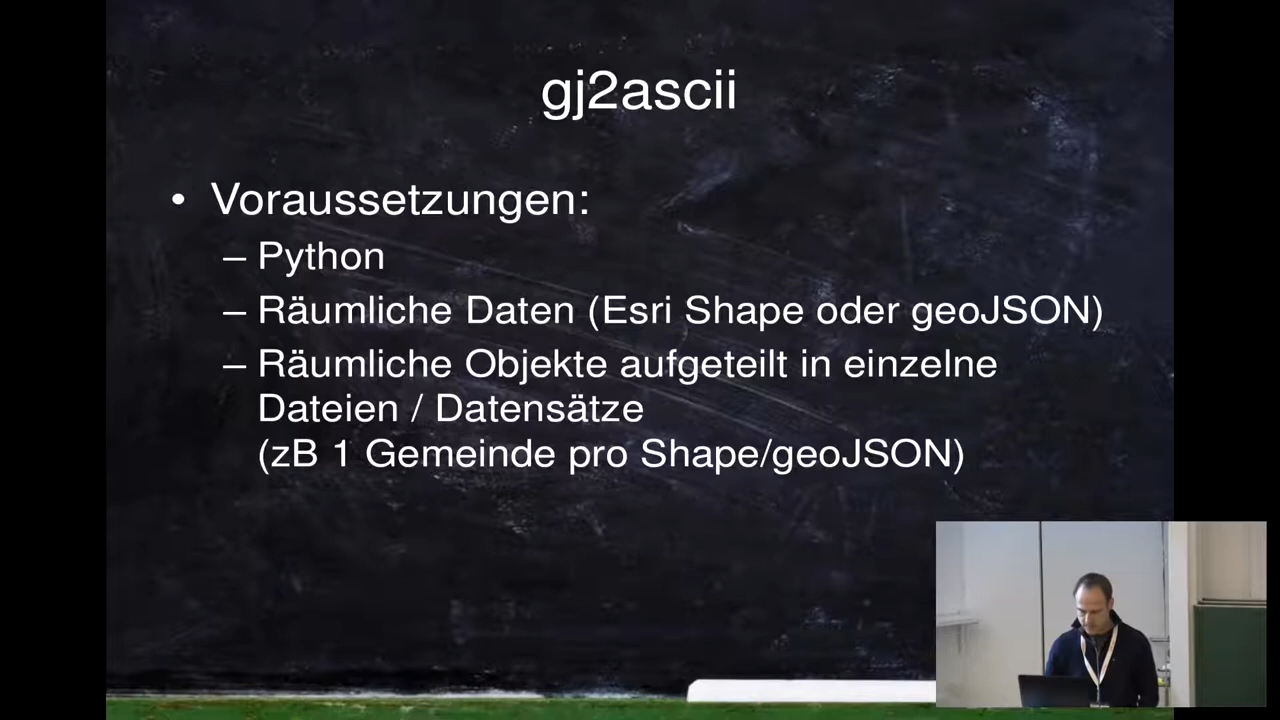 gj2ascii
• Voraussetzungen:
– Python
– Räumliche Daten (Esri Shape oder geoJSON)
– Räumliche Objekte aufgeteilt in einzelne
Dateien / Datensätze
(zB 1 Gemeinde pro Shape/geoJSON)